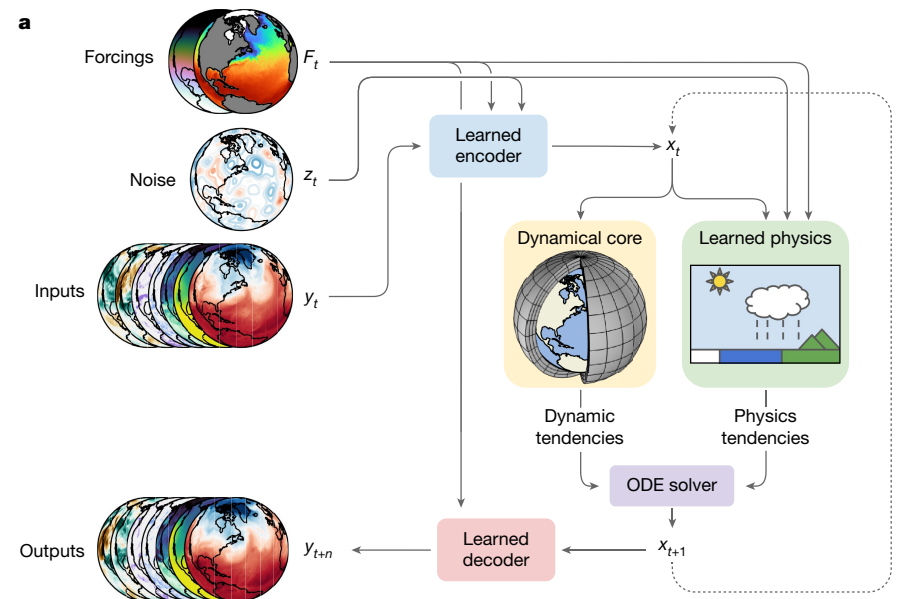 a
Forcings
F_t
Noise
z_t
Inputs
y_t
Learned
encoder
x_t
Dynamical core
Learned physics
Dynamic
tendencies
Physics
tendencies
ODE solver
Outputs
y_{t+n}
Learned
decoder
x_{t+1}